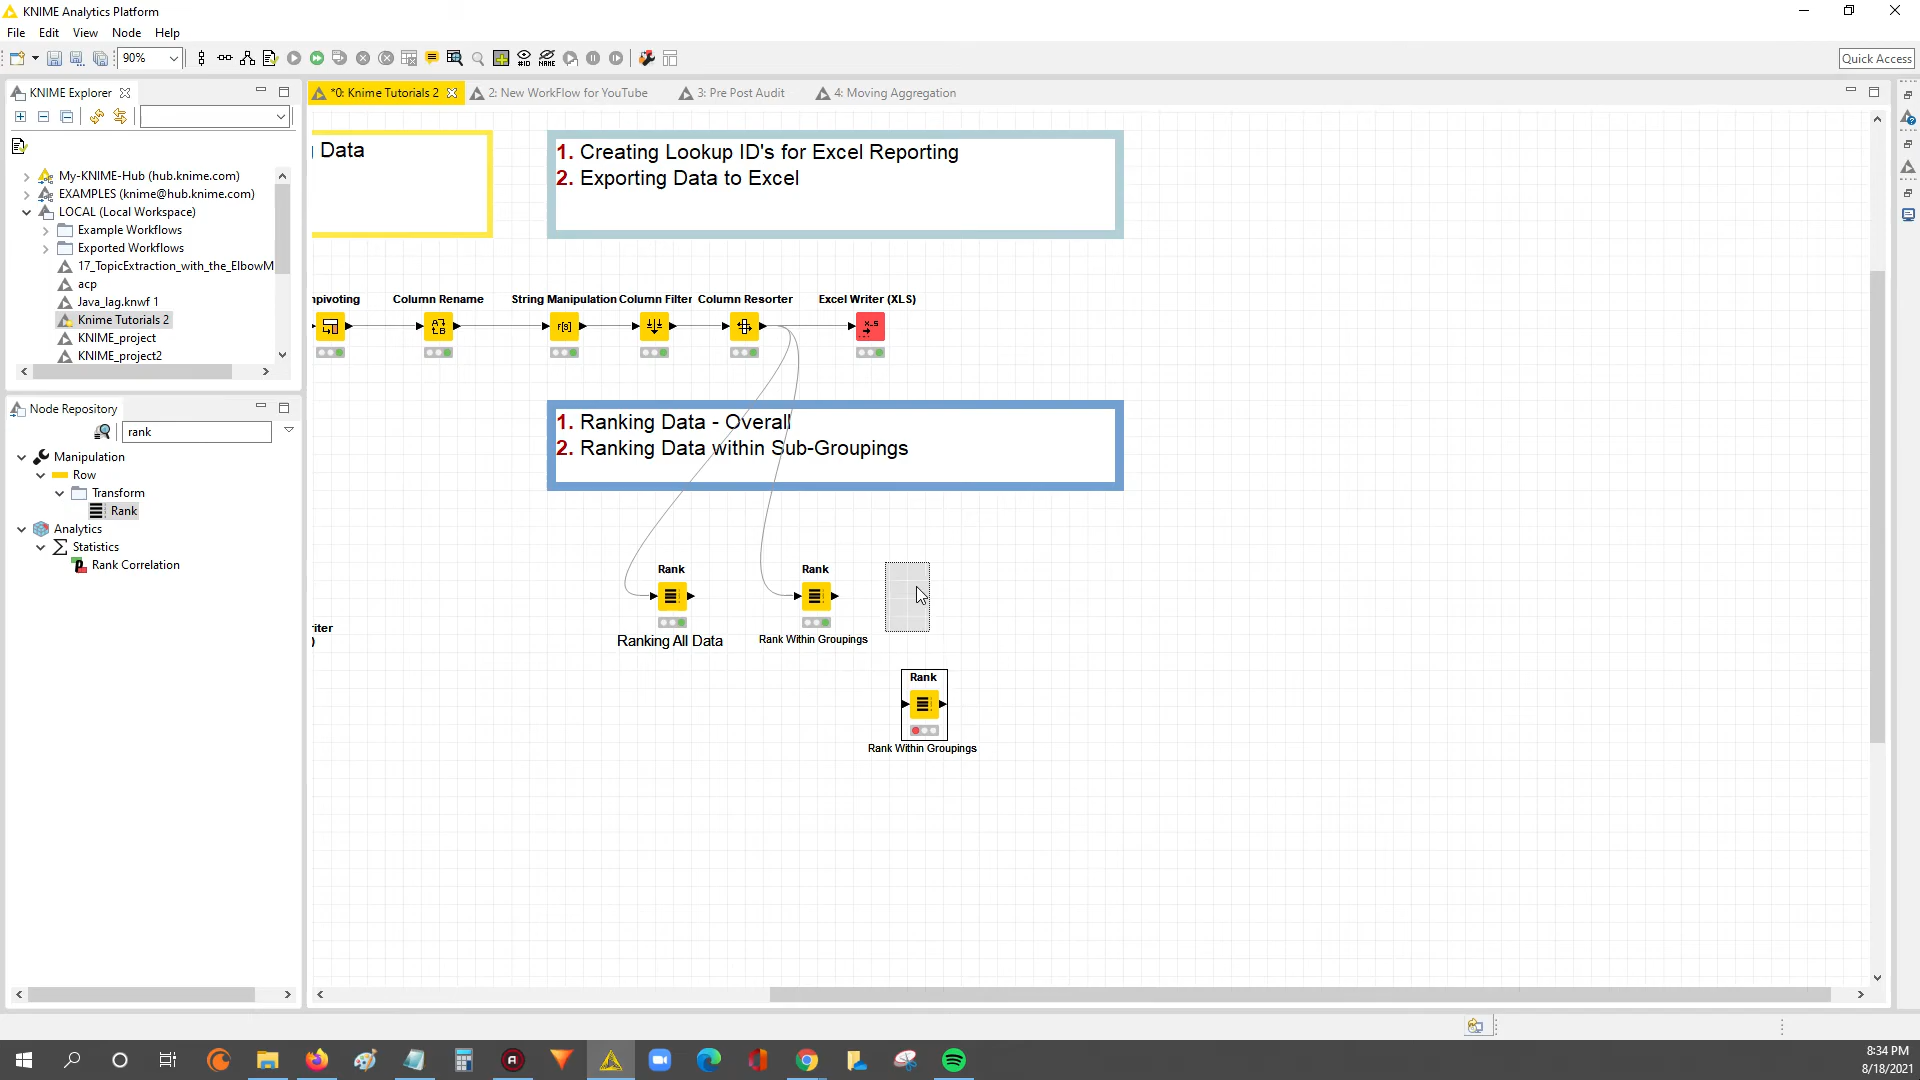 KNIME Analytics Platform
File Edit View Node Help
90%
Quick Access
KNIME Explorer
*0: Knime Tutorials 2
2: New WorkFlow for YouTube
3: Pre Post Audit
4: Moving Aggregation
My-KNIME-Hub (hub.knime.com)
EXAMPLES (knime@hub.knime.com)
LOCAL (Local Workspace)
Example Workflows
Exported Workflows
17_TopicExtraction_with_the_ElbowM
acp
Java_lag.knwf 1
Knime Tutorials 2
KNIME_project
KNIME_project2
Node Repository
rank
Manipulation
Row
Transform
Rank
Analytics
Statistics
Rank Correlation
Data
1. Creating Lookup ID's for Excel Reporting
2. Exporting Data to Excel
npivoting
Column Rename
String Manipulation
Column Filter
Column Resorter
Excel Writer (XLS)
1. Ranking Data - Overall
2. Ranking Data within Sub-Groupings
Rank
Ranking All Data
Rank
Rank Within Groupings
Rank
Rank Within Groupings
iter
)
8:34 PM
8/18/2021